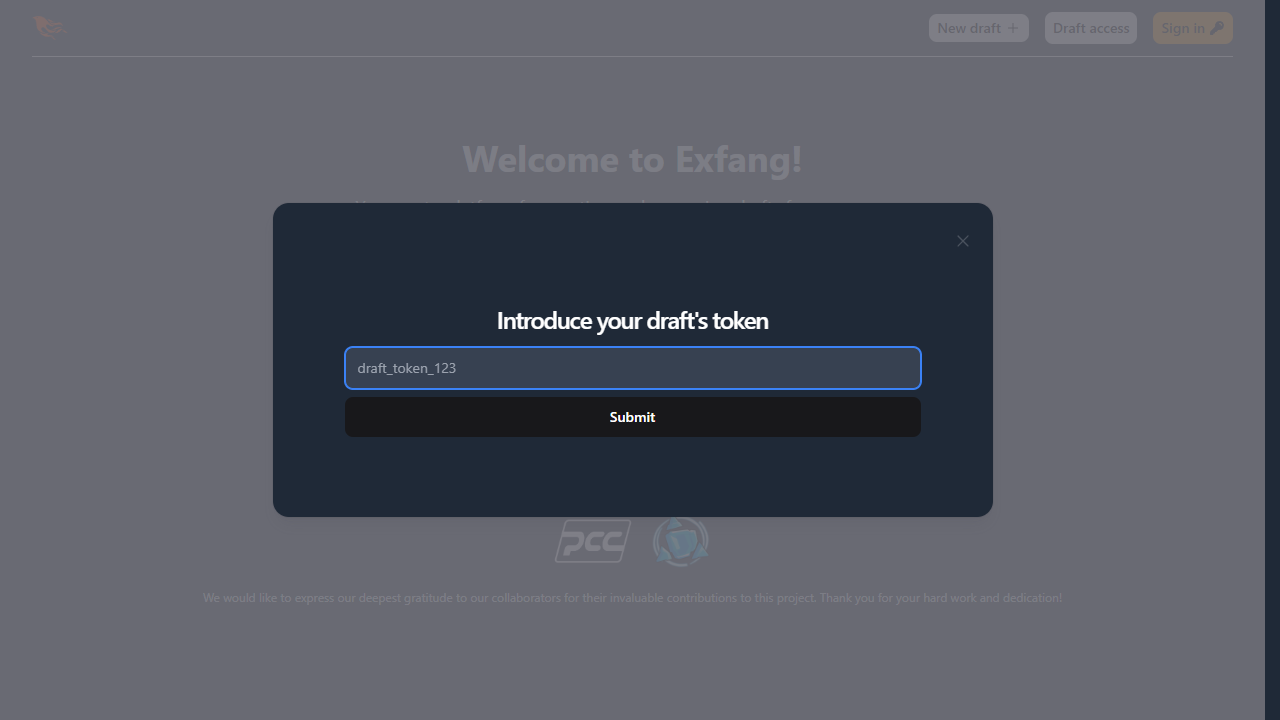 New draft +
Draft access
Sign in
Welcome to Exfang!
Introduce your draft's token
draft_token_123
Submit
PCC
We would like to express our deepest gratitude to our collaborators for their invaluable contributions to this project. Thank you for your hard work and dedication!